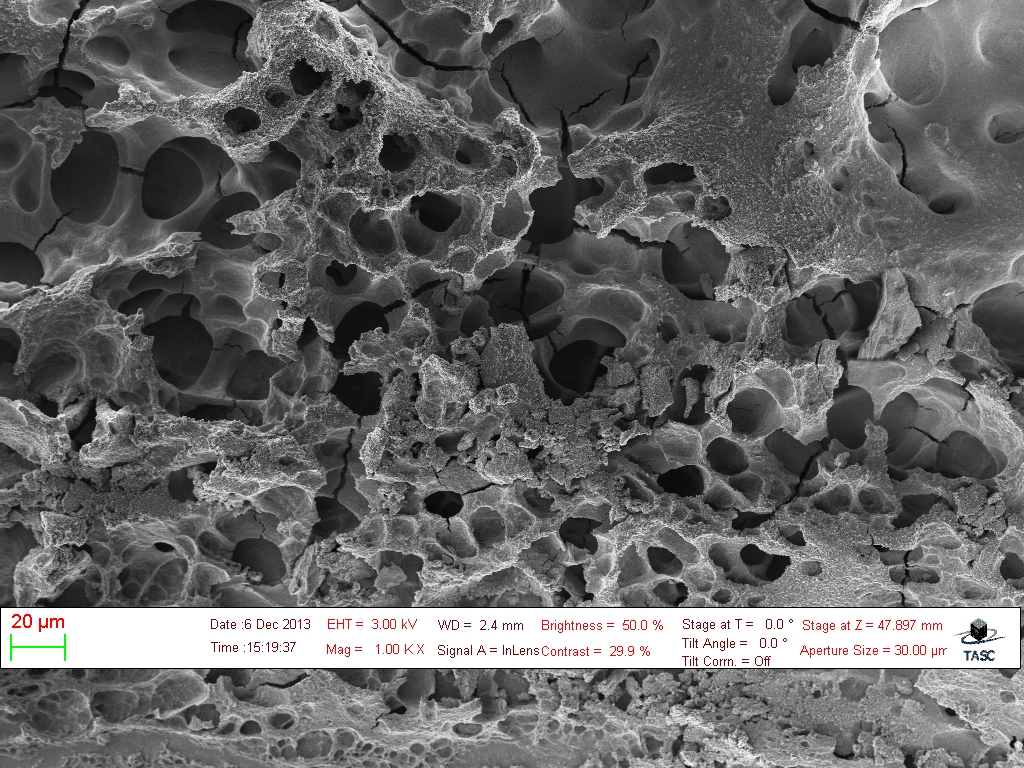 20 µm
Date :6 Dec 2013 EHT = 3.00 kV WD = 2.4 mm Brightness = 50.0 % Stage at T = 0.0 ° Stage at Z = 47.897 mm
Time :15:19:37 Mag = 1.00 K X Signal A = InLens Contrast = 29.9 % Tilt Angle = 0.0 ° Aperture Size = 30.00 µm
Tilt Corrn. = Off
TASC